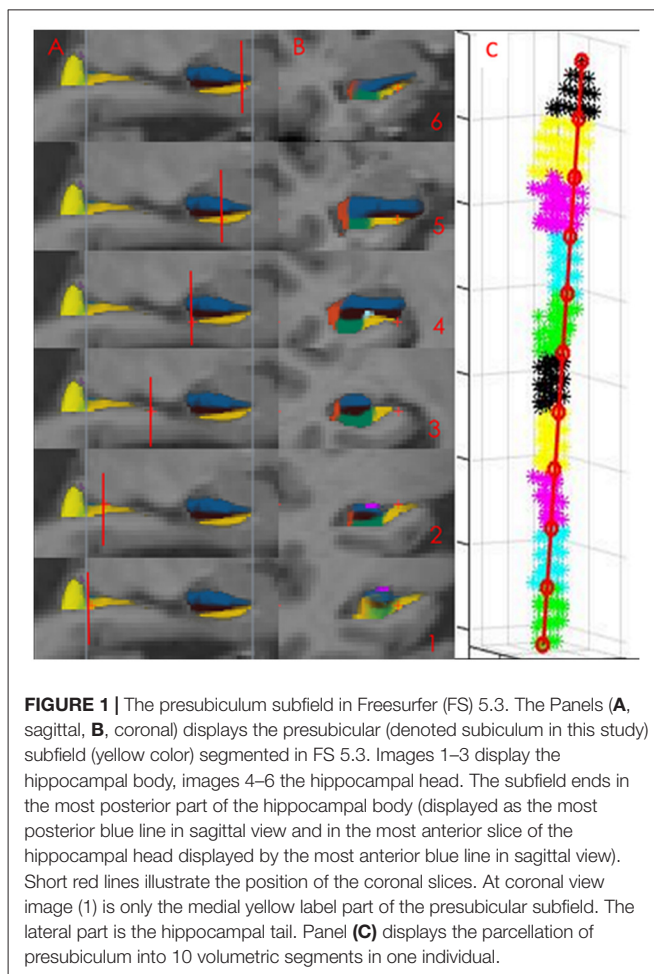 A
B
C
6
5
4
3
2
1
FIGURE 1 | The presubiculum subfield in Freesurfer (FS) 5.3. The Panels (A,
sagittal, B, coronal) displays the presubicular (denoted subiculum in this study)
subfield (yellow color) segmented in FS 5.3. Images 1–3 display the
hippocampal body, images 4–6 the hippocampal head. The subfield ends in
the most posterior part of the hippocampal body (displayed as the most
posterior blue line in sagittal view and in the most anterior slice of the
hippocampal head displayed by the most anterior blue line in sagittal view).
Short red lines illustrate the position of the coronal slices. At coronal view
image (1) is only the medial yellow label part of the presubicular subfield. The
lateral part is the hippocampal tail. Panel (C) displays the parcellation of
presubiculum into 10 volumetric segments in one individual.